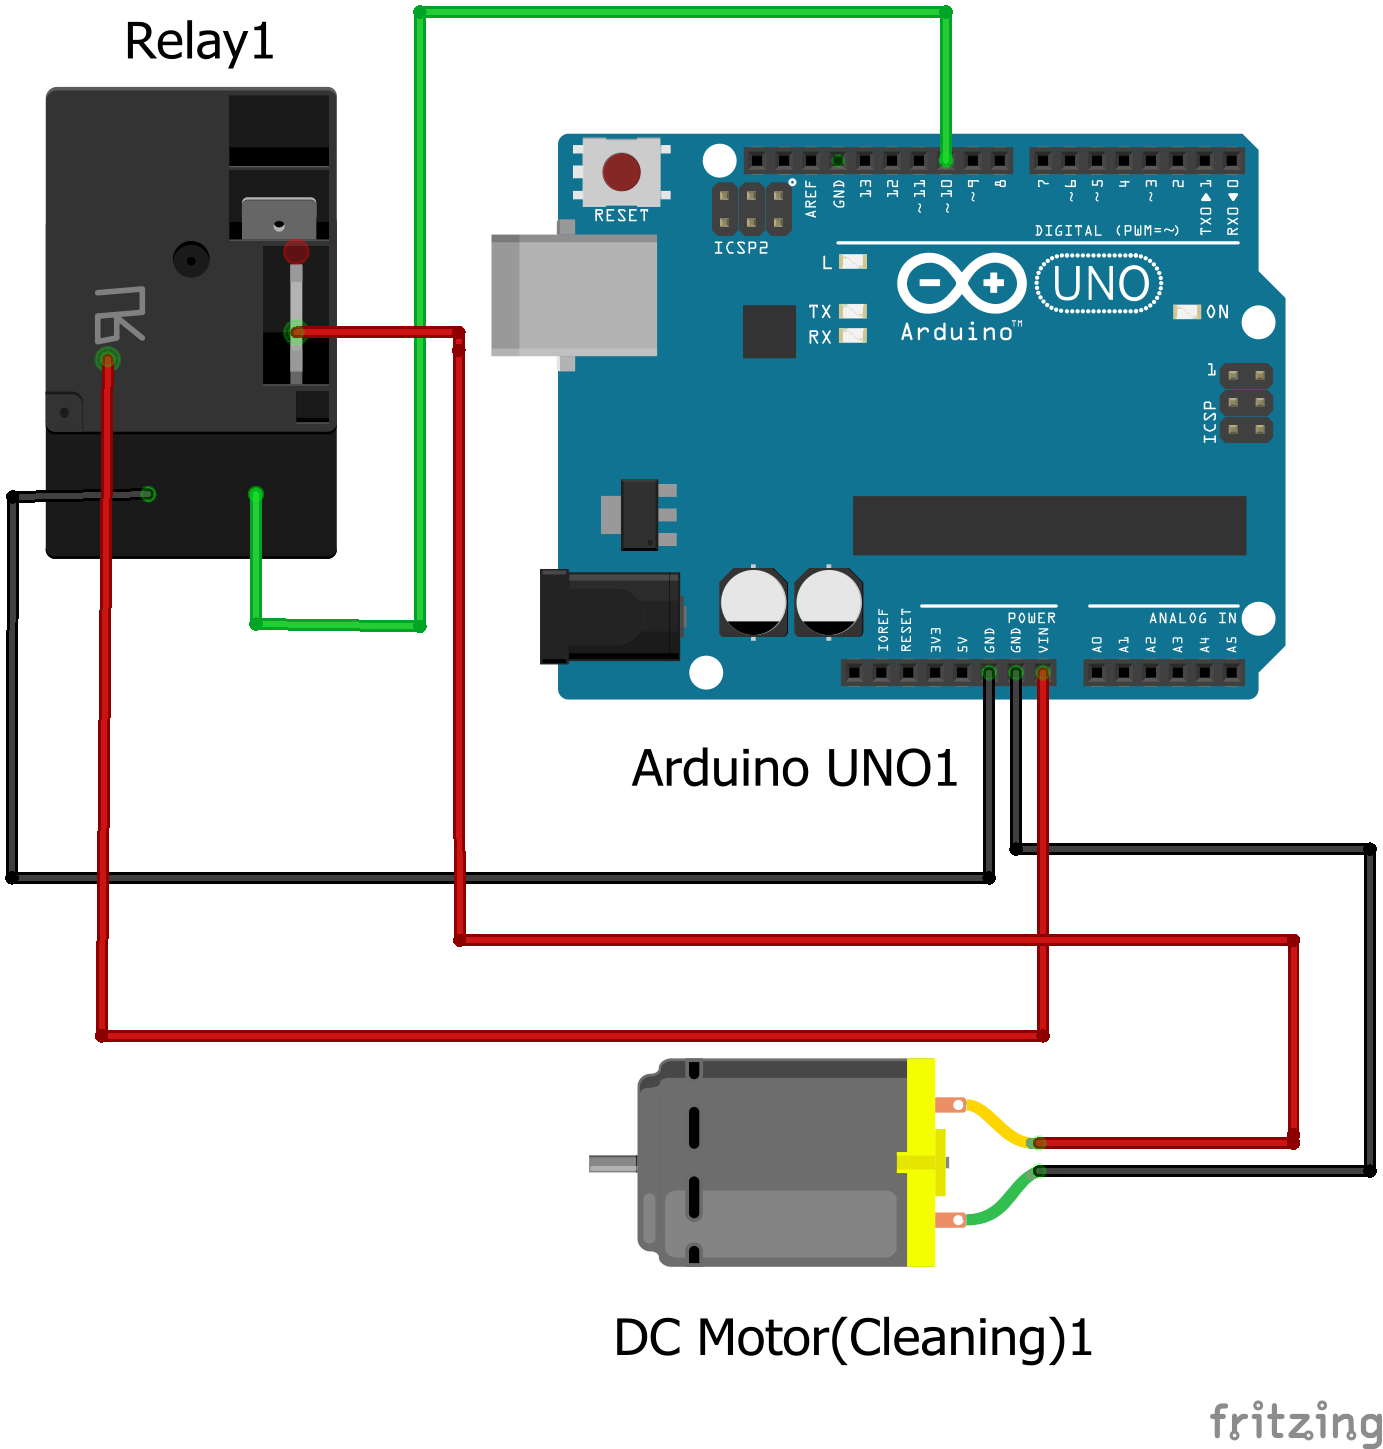 Relay1
RESET
ICSP2
AREF
GND
13
12
~11
~10
~9
8
7
~6
~5
4
~3
2
TX0▶1
RX0◀0
DIGITAL (PWM=~)
L
TX
RX
Arduino™
UNO
ON
1
ICSP
POWER
ANALOG IN
IOREF
RESET
3V3
5V
GND
GND
VIN
A0
A1
A2
A3
A4
A5
Arduino UNO1
DC Motor(Cleaning)1
fritzing